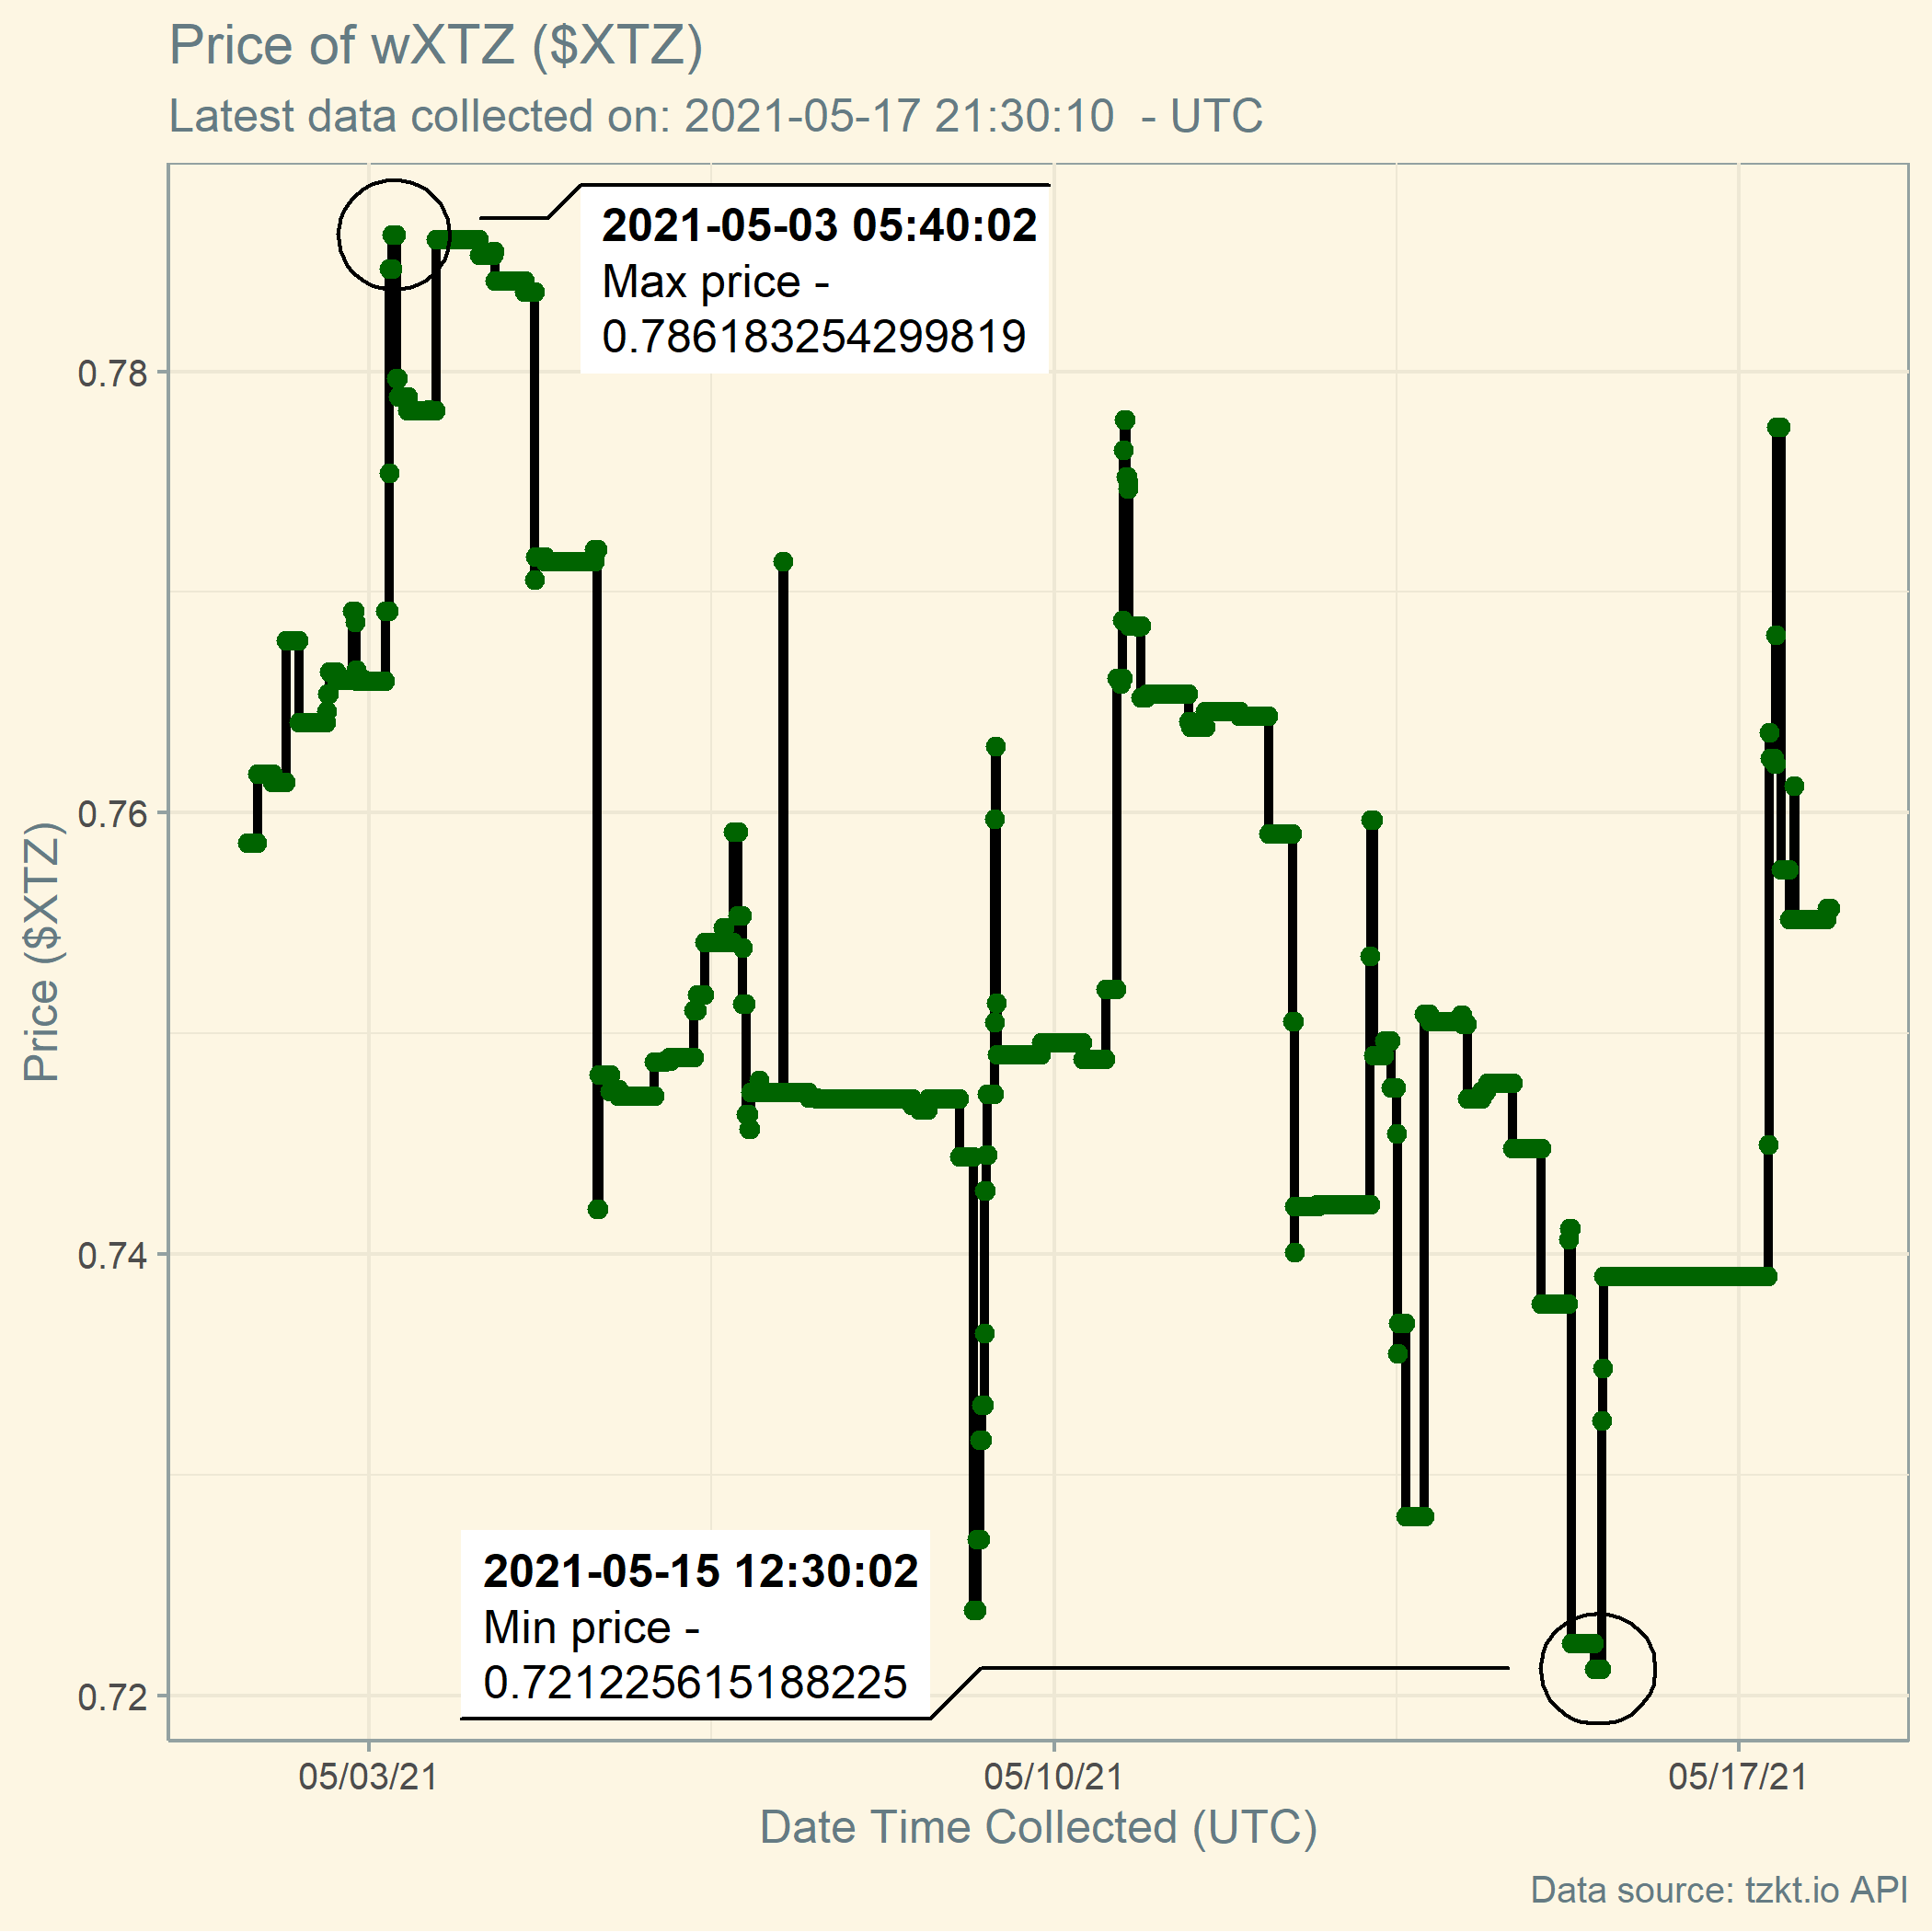 Price of wXTZ ($XTZ)
Latest data collected on: 2021-05-17 21:30:10  - UTC
2021-05-03 05:40:02
Max price -
0.786183254299819
0.78
0.76
0.74
0.72
Price ($XTZ)
2021-05-15 12:30:02
Min price -
0.721225615188225
05/03/21
05/10/21
05/17/21
Date Time Collected (UTC)
Data source: tzkt.io API